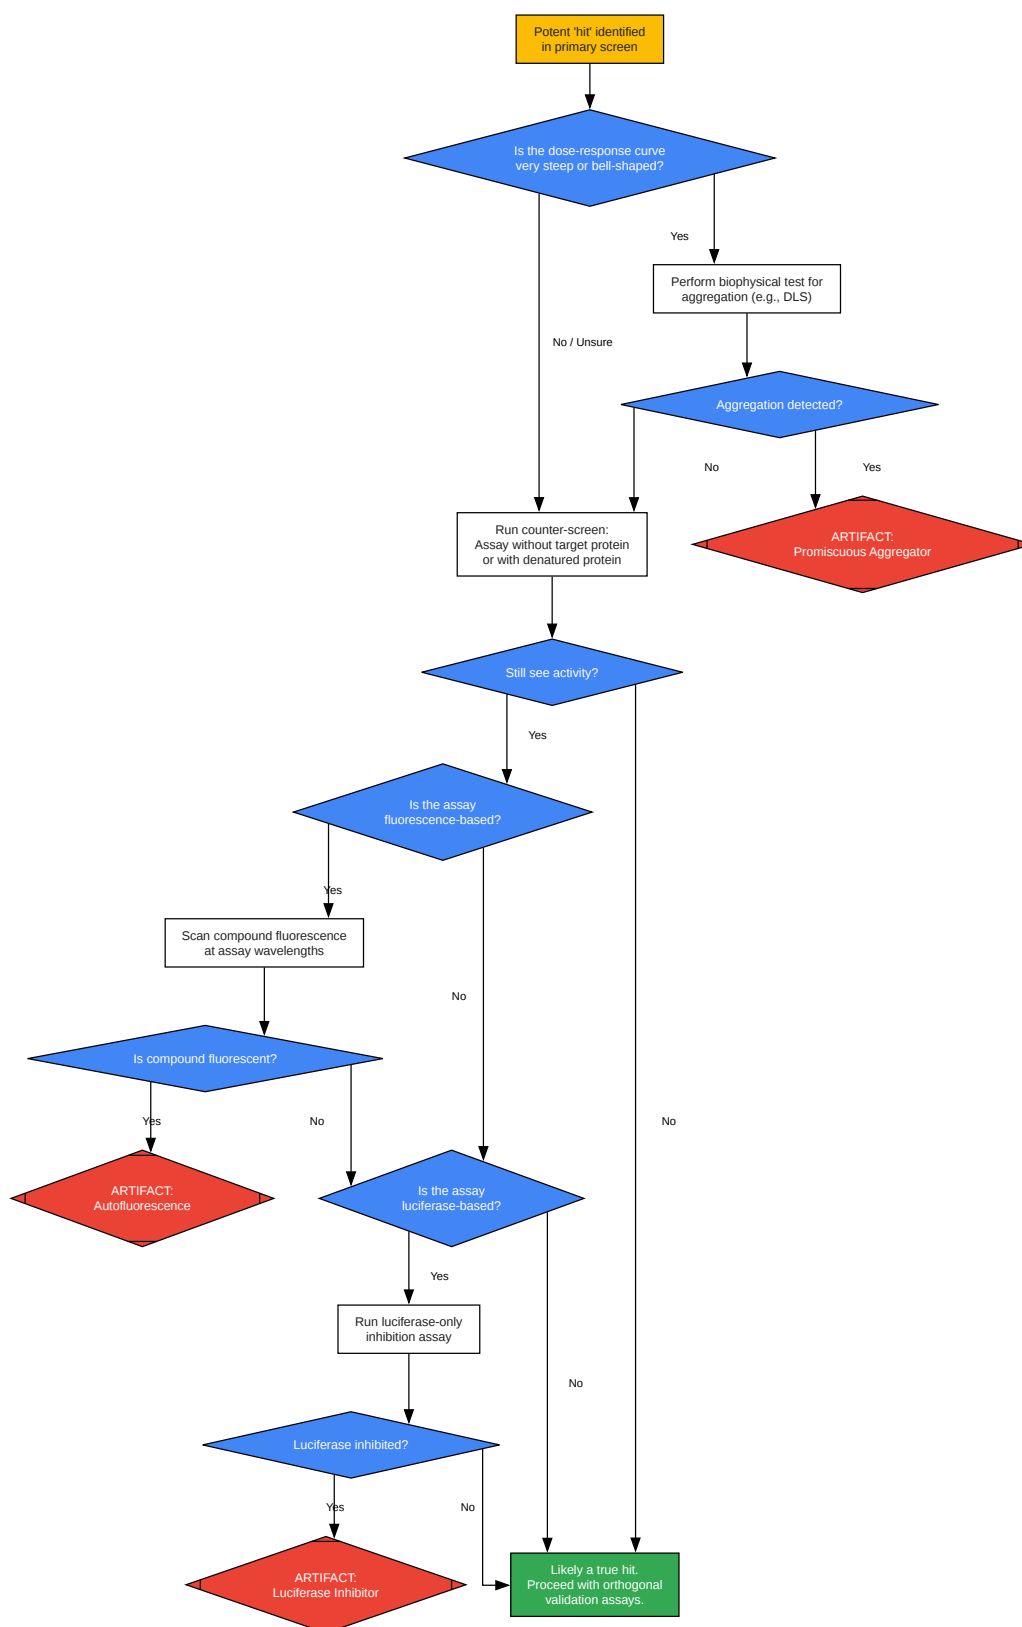 Potent 'hit' identified
in primary screen
Is the dose-response curve
very steep or bell-shaped?
Yes
Perform biophysical test for
aggregation (e.g., DLS)
No / Unsure
Aggregation detected?
No
Yes
Run counter-screen:
Assay without target protein
or with denatured protein
ARTIFACT:
Promiscuous Aggregator
Still see activity?
Yes
Is the assay
fluorescence-based?
Yes
Scan compound fluorescence
at assay wavelengths
No
Is compound fluorescent?
Yes
No
No
ARTIFACT:
Autofluorescence
Is the assay
luciferase-based?
Yes
Run luciferase-only
inhibition assay
No
Luciferase inhibited?
Yes
No
ARTIFACT:
Luciferase Inhibitor
Likely a true hit.
Proceed with orthogonal
validation assays.